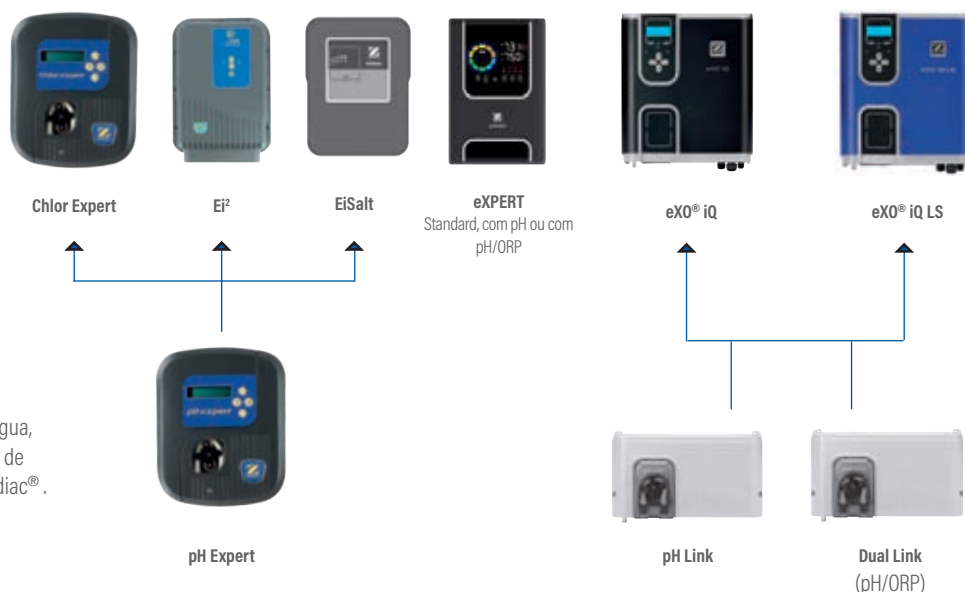 Chlor Expert
Ei²
EiSalt
eXPERT
Standard, com pH ou com
pH/ORP
eXO® iQ
eXO® iQ LS
gua,
de
diac® .
pH Expert
pH Link
Dual Link
(pH/ORP)